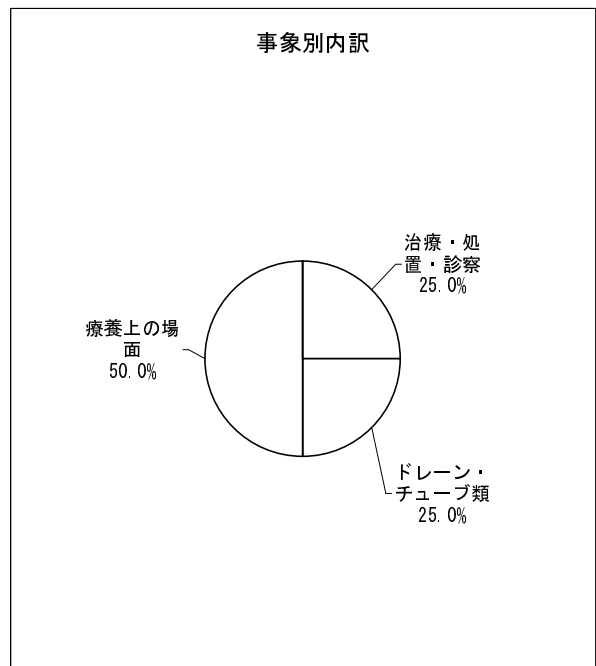 事象別内訳
治療・処
置・診察
25.0%
療養上の場
面
50.0%
ドレーン・
チューブ類
25.0%